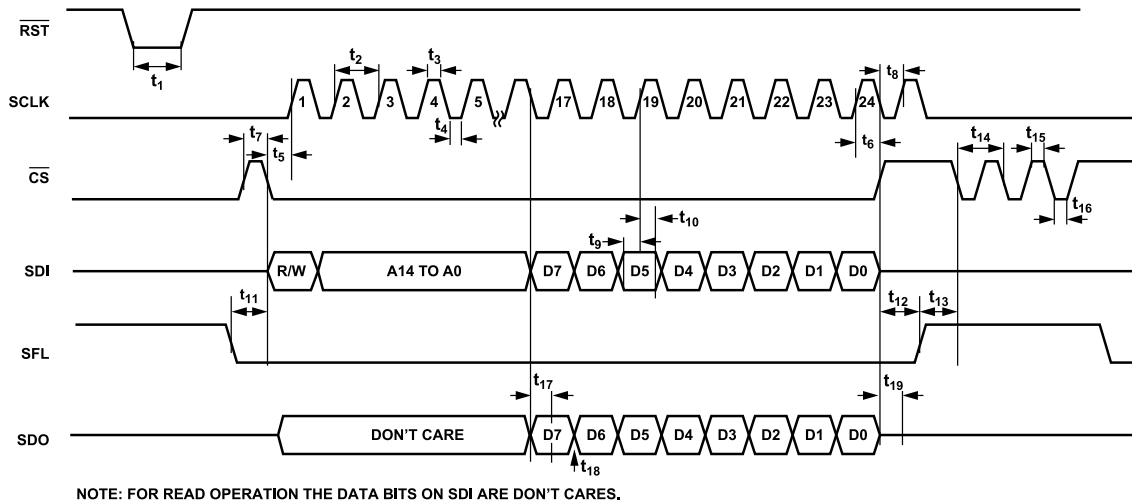 RST
t1
SCLK
t2
t3
t8
1 2 3 4 5 17 18 19 20 21 22 23 24
t4
t7
t5
t6
t14
t15
CS
t16
t9
t10
SDI
R/W A14 TO A0 D7 D6 D5 D4 D3 D2 D1 D0
t11
t12
t13
SFL
t17
t19
SDO
DON'T CARE D7 D6 D5 D4 D3 D2 D1 D0
t18
NOTE: FOR READ OPERATION THE DATA BITS ON SDI ARE DON'T CARES.